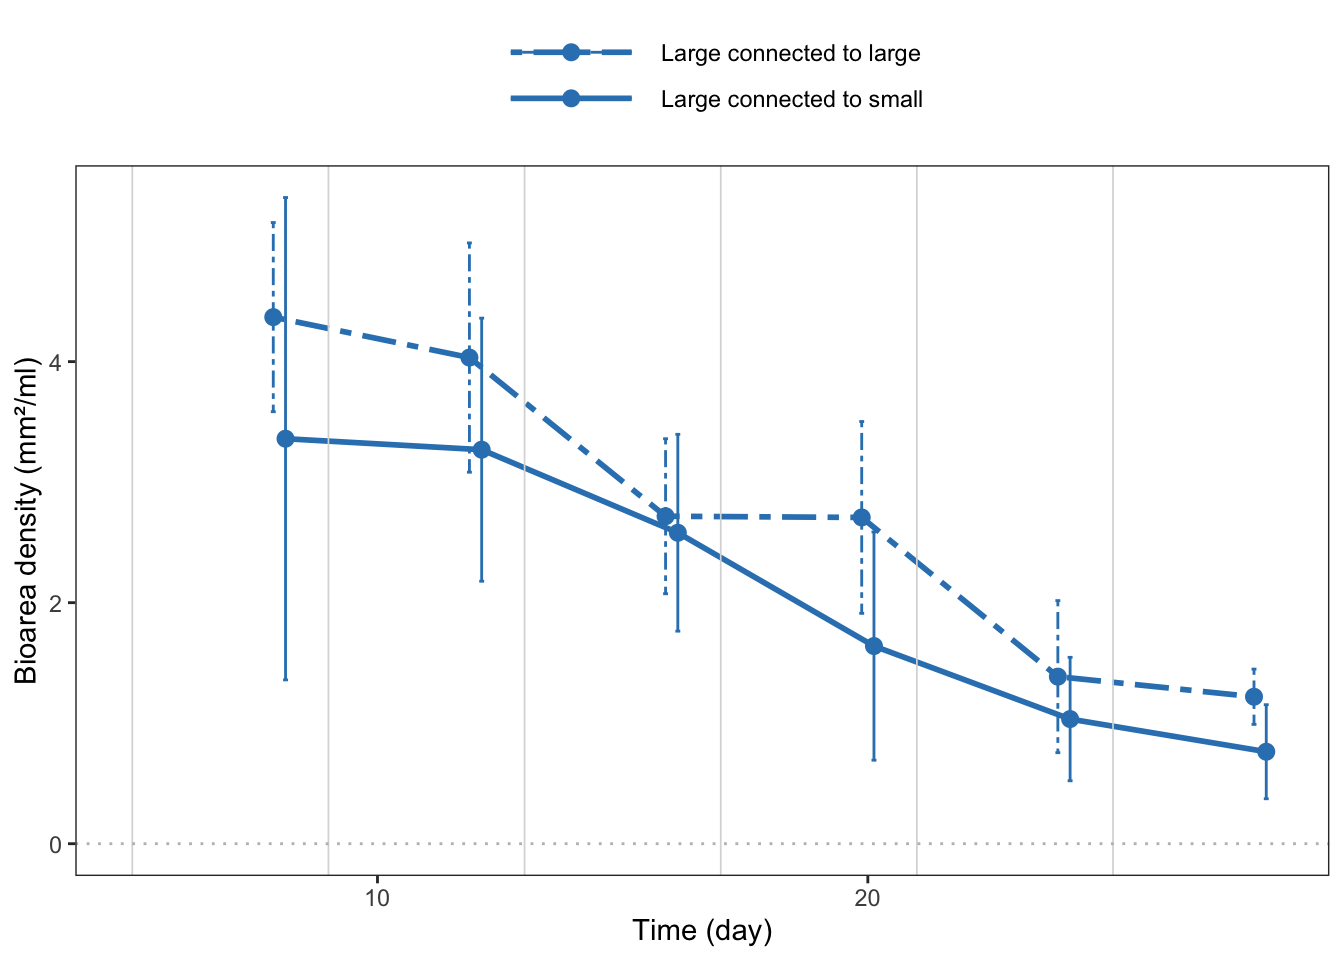 Large connected to large
Large connected to small
Bioarea density (mm²/ml)
4
2
0
10
20
Time (day)